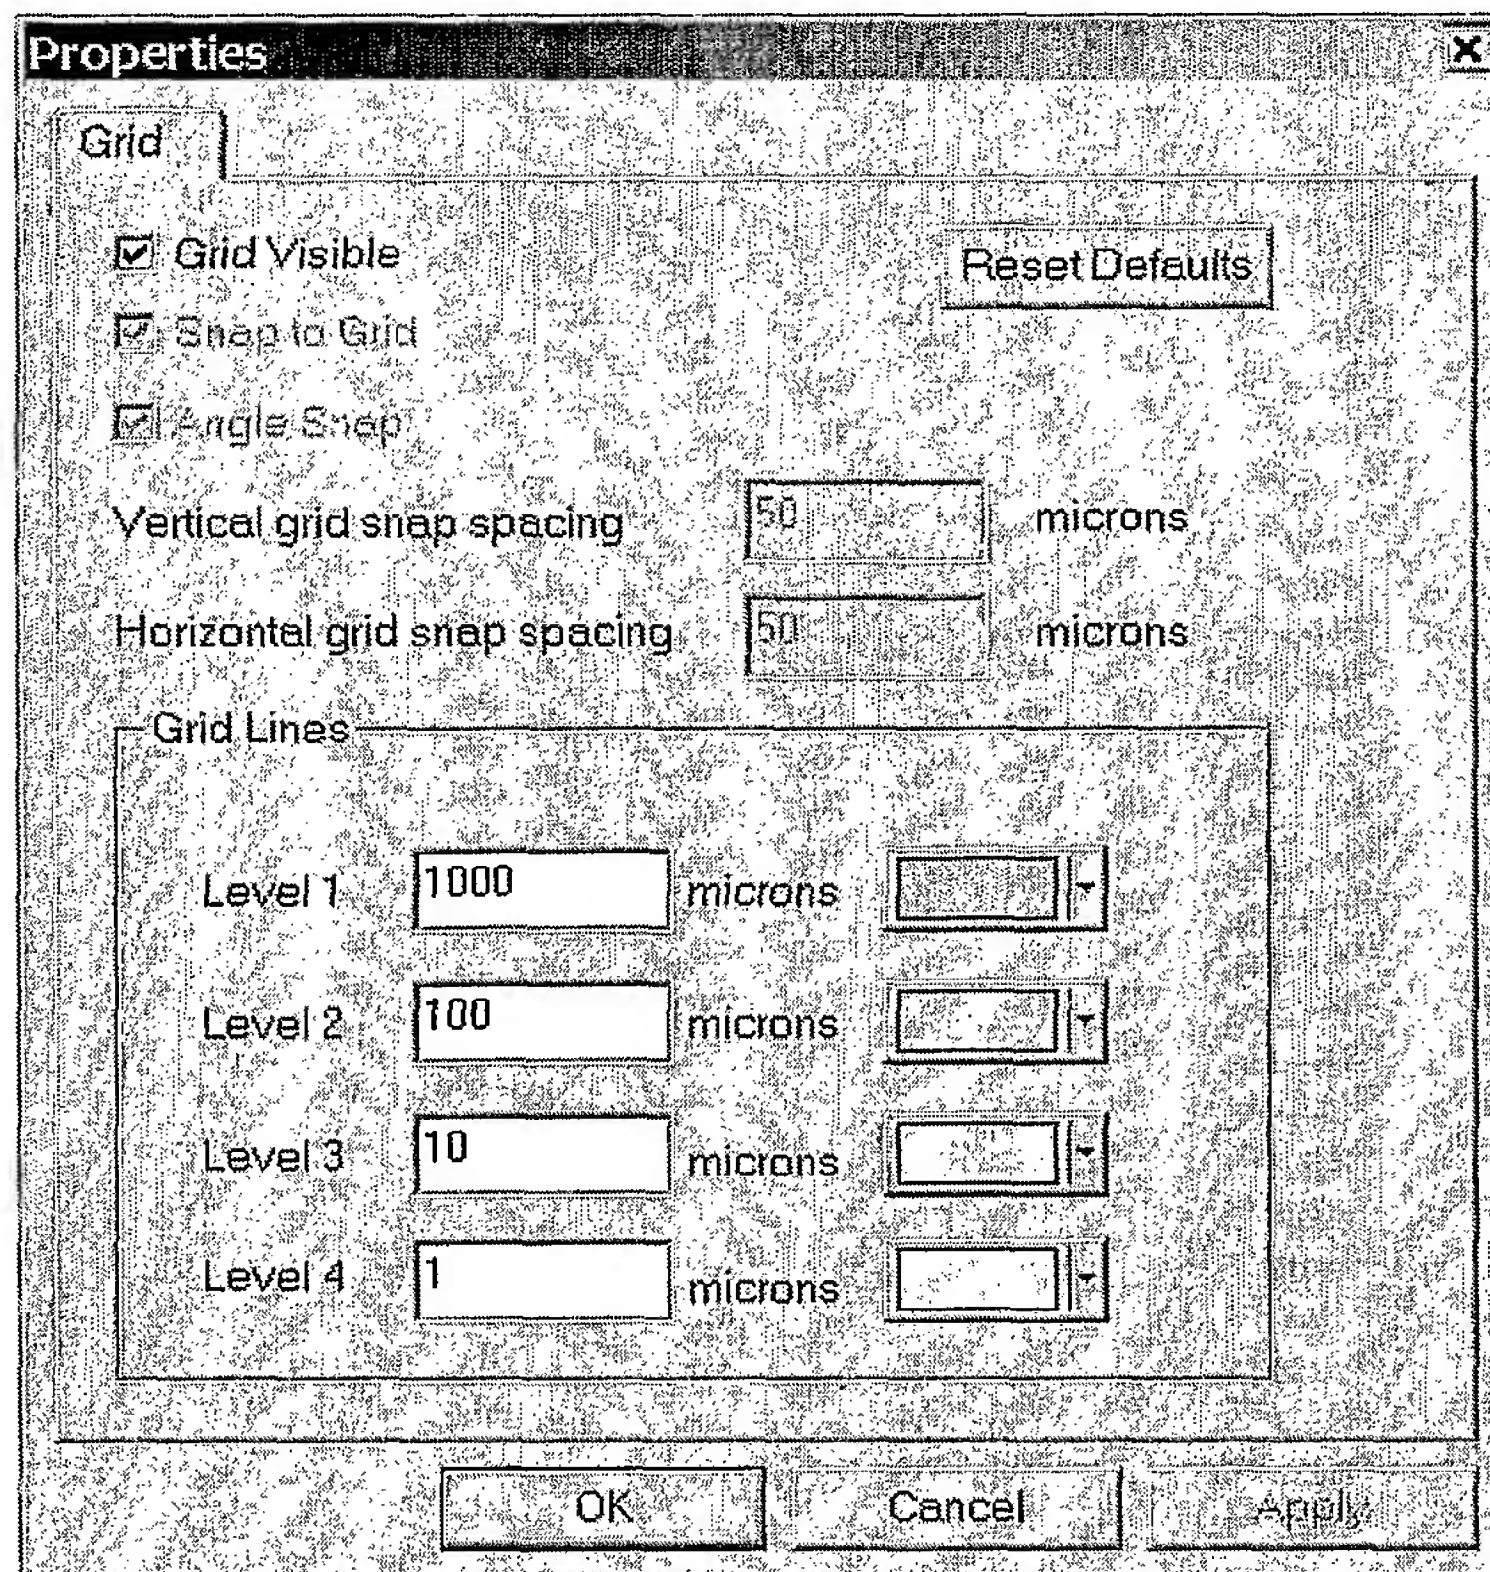 Properties
Grid
Grid Visible
Reset Defaults
Snap to Grid
Angle Snap
Vertical grid snap spacing 50 microns
Horizontal grid snap spacing 50 microns
Grid Lines
Level 1 1000 microns
Level 2 100 microns
Level 3 10 microns
Level 4 1 microns
OK Cancel Apply